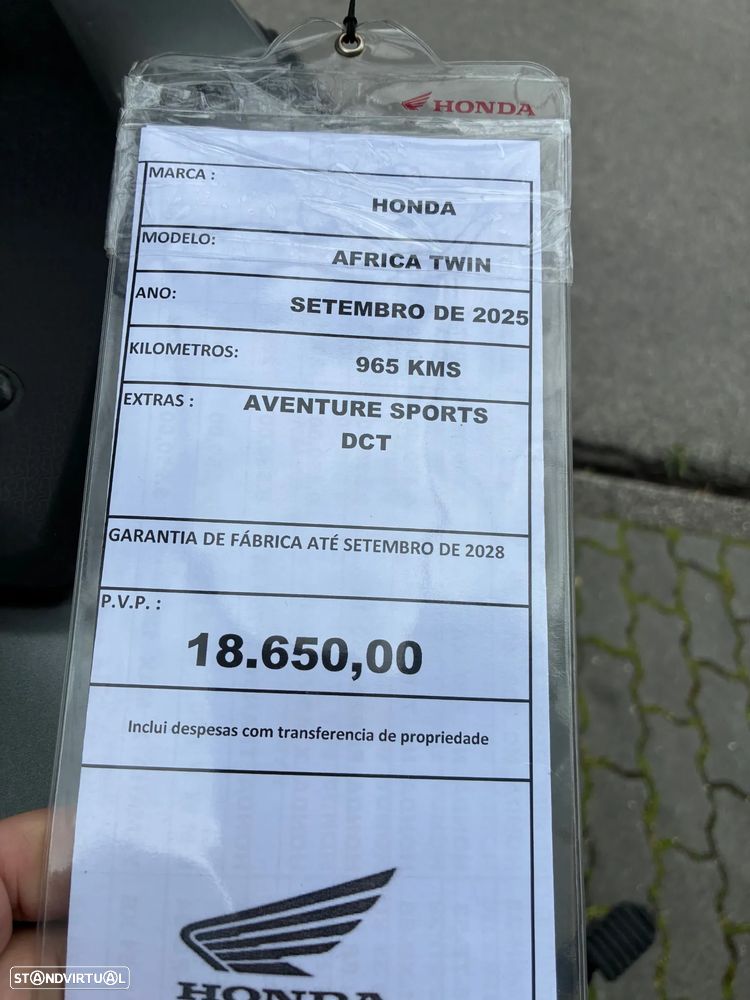 HONDA
MARCA :
HONDA
MODELO:
AFRICA TWIN
ANO:
SETEMBRO DE 2025
KILOMETROS:
965 KMS
EXTRAS :
AVENTURE SPORTS
DCT
GARANTIA DE FÁBRICA ATÉ SETEMBRO DE 2028
P.V.P. :
18.650,00
Inclui despesas com transferencia de propriedade
HONDA
STANDVIRTUAL